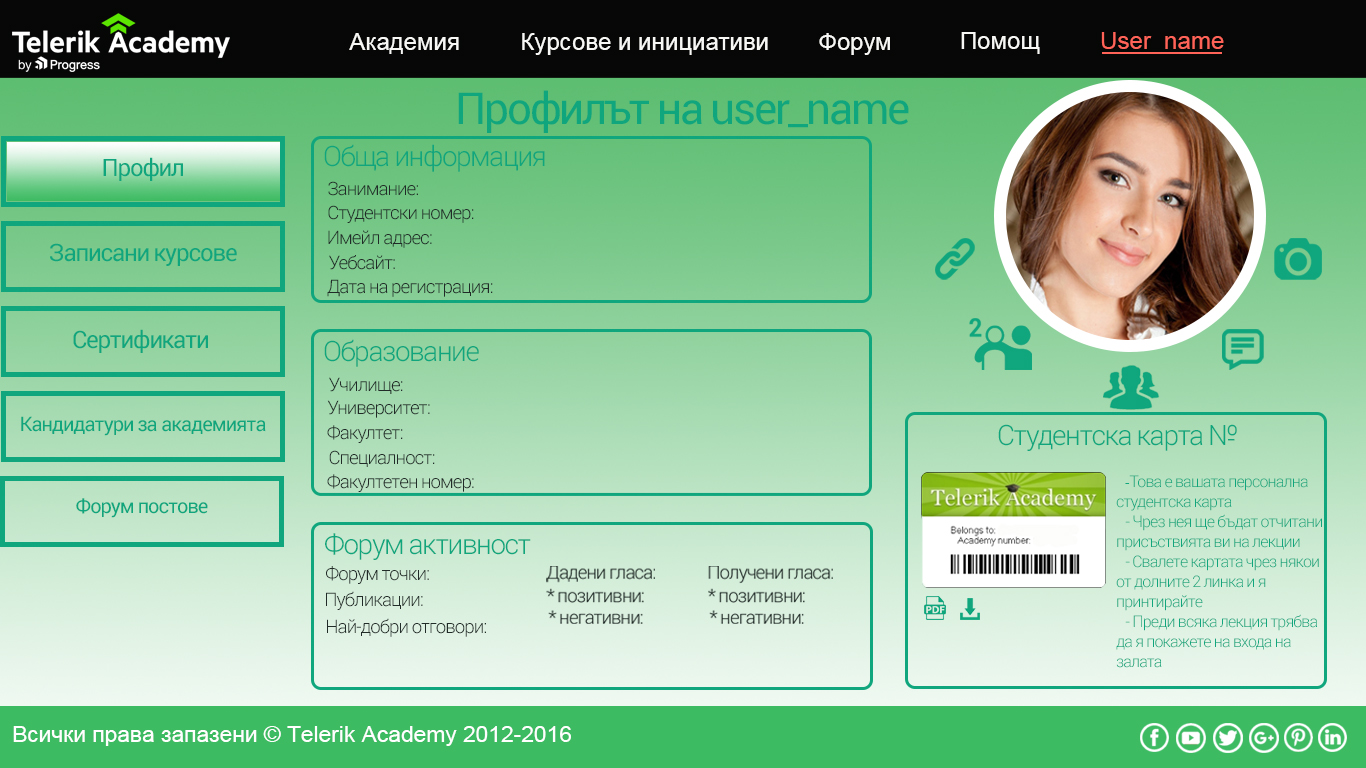 Telerik Academy
by Progress
Академия
Курсове и инициативи
Форум
Помощ
User_name
Профилът на user_name
Профил
Записани курсове
Сертификати
Кандидатури за академията
Форум постове
Обща информация
Занимание:
Студентски номер:
Имейл адрес:
Уебсайт:
Дата на регистрация:
Образование
Училище:
Университет:
Факултет:
Специалност:
Факултетен номер:
Форум активност
Форум точки:
Публикации:
Най-добри отговори:
Дадени гласа:
* позитивни:
* негативни:
Получени гласа:
* позитивни:
* негативни:
2
Студентска карта №
Telerik Academy
Belongs to:
Academy number:
PDF
-Това е вашата персонална
студентска карта
- Чрез нея ще бъдат отчитани
присъствията ви на лекции
- Свалете картата чрез някои
от долните 2 линка и я
принтирайте
- Преди всяка лекция трябва
да я покажете на входа на
залата
Всички права запазени © Telerik Academy 2012-2016